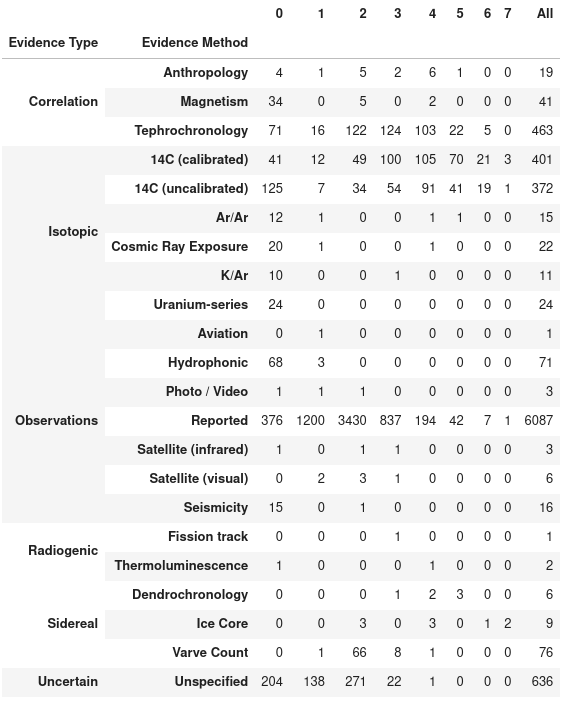 0 1 2 3 4 5 6 7 All
Evidence Type Evidence Method
Anthropology 4 1 5 2 6 1 0 0 19
Correlation Magnetism 34 0 5 0 2 0 0 0 41
Tephrochronology 71 16 122 124 103 22 5 0 463
14C (calibrated) 41 12 49 100 105 70 21 3 401
14C (uncalibrated) 125 7 34 54 91 41 19 1 372
Isotopic Ar/Ar 12 1 0 0 1 1 0 0 15
Cosmic Ray Exposure 20 1 0 0 1 0 0 0 22
K/Ar 10 0 0 1 0 0 0 0 11
Uranium-series 24 0 0 0 0 0 0 0 24
Aviation 0 1 0 0 0 0 0 0 1
Hydrophonic 68 3 0 0 0 0 0 0 71
Photo / Video 1 1 1 0 0 0 0 0 3
Observations Reported 376 1200 3430 837 194 42 7 1 6087
Satellite (infrared) 1 0 1 1 0 0 0 0 3
Satellite (visual) 0 2 3 1 0 0 0 0 6
Seismicity 15 0 1 0 0 0 0 0 16
Radiogenic Fission track 0 0 0 1 0 0 0 0 1
Thermoluminescence 1 0 0 0 1 0 0 0 2
Dendrochronology 0 0 0 1 2 3 0 0 6
Sidereal Ice Core 0 0 3 0 3 0 1 2 9
Varve Count 0 1 66 8 1 0 0 0 76
Uncertain Unspecified 204 138 271 22 1 0 0 0 636